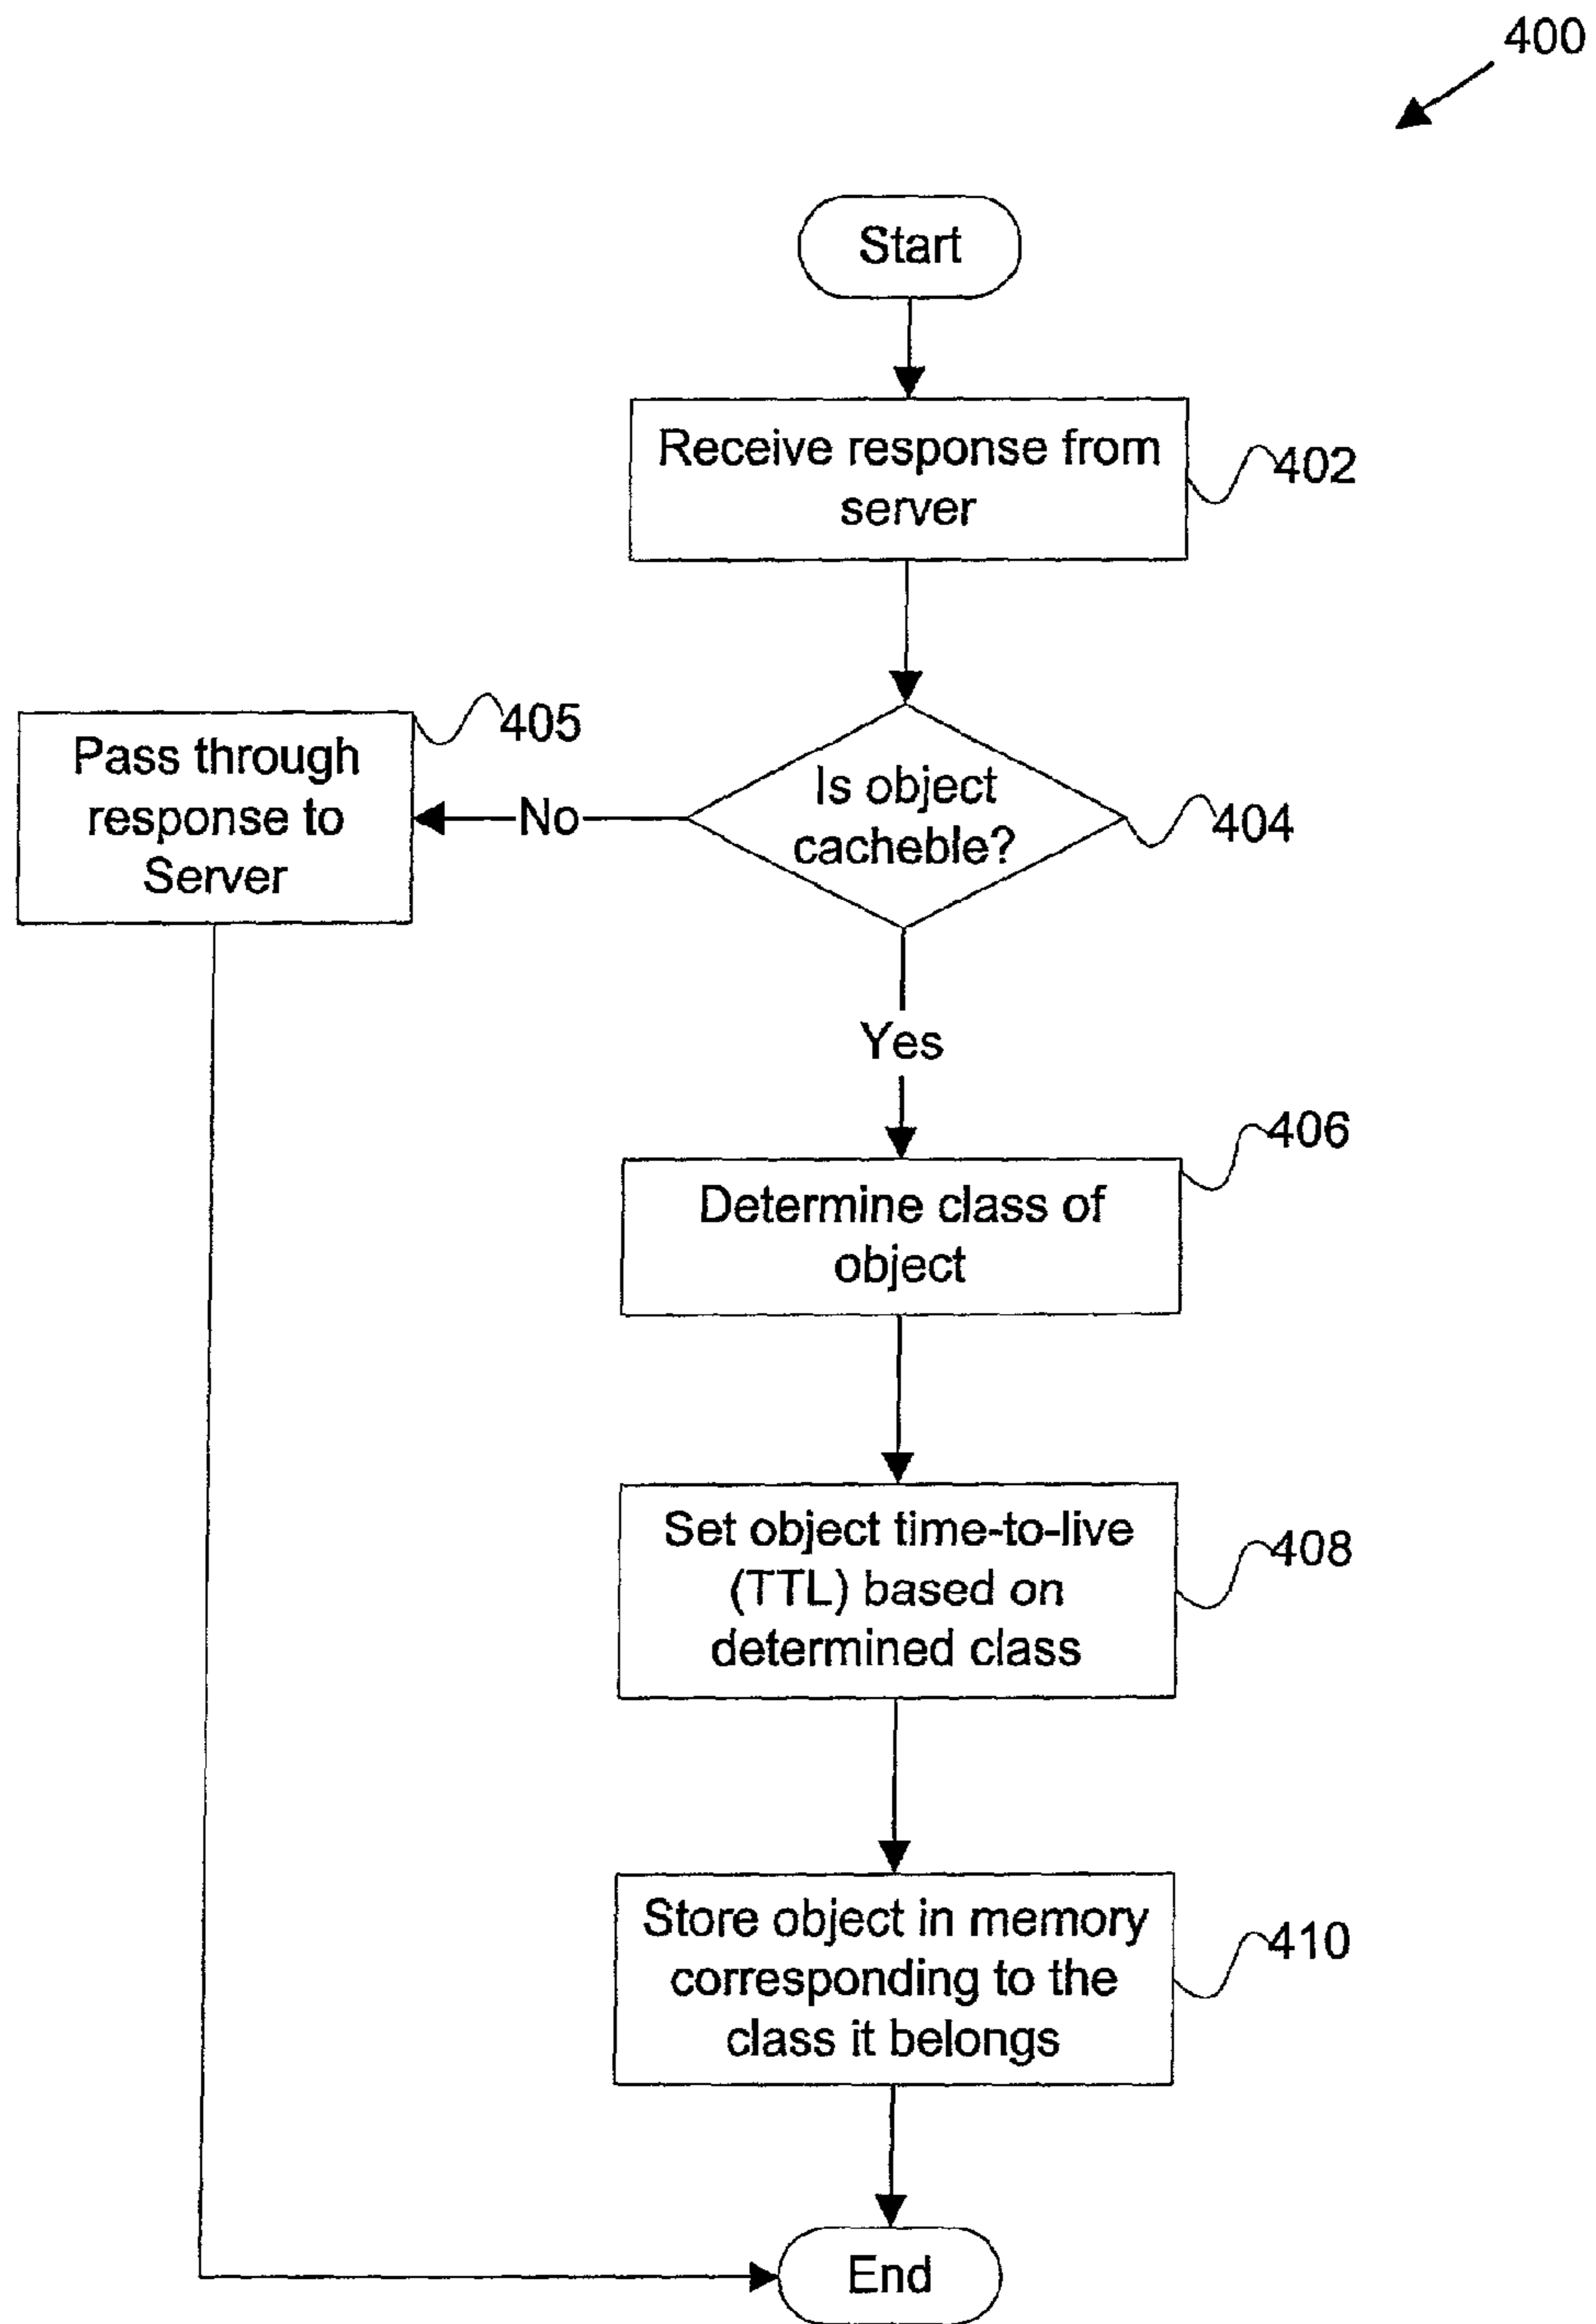 400
Start
Receive response from
server
402
Is object
cacheble?
404
No
405
Pass through
response to
Server
Yes
406
Determine class of
object
Set object time-to-live
(TTL) based on
determined class
408
Store object in memory
corresponding to the
class it belongs
410
End